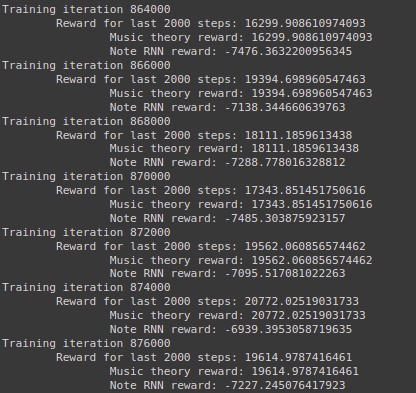 Training iteration 864000
Reward for last 2000 steps: 16299.908610974093
Music theory reward: 16299.908610974093
Note RNN reward: -7476.3632200956345
Training iteration 866000
Reward for last 2000 steps: 19394.698960547463
Music theory reward: 19394.698960547463
Note RNN reward: -7138.344660639763
Training iteration 868000
Reward for last 2000 steps: 18111.1859613438
Music theory reward: 18111.1859613438
Note RNN reward: -7288.778016328812
Training iteration 870000
Reward for last 2000 steps: 17343.851451750616
Music theory reward: 17343.851451750616
Note RNN reward: -7485.303875923157
Training iteration 872000
Reward for last 2000 steps: 19562.060856574462
Music theory reward: 19562.060856574462
Note RNN reward: -7095.517081022263
Training iteration 874000
Reward for last 2000 steps: 20772.02519031733
Music theory reward: 20772.02519031733
Note RNN reward: -6939.3953058719635
Training iteration 876000
Reward for last 2000 steps: 19614.9787416461
Music theory reward: 19614.9787416461
Note RNN reward: -7227.245076417923